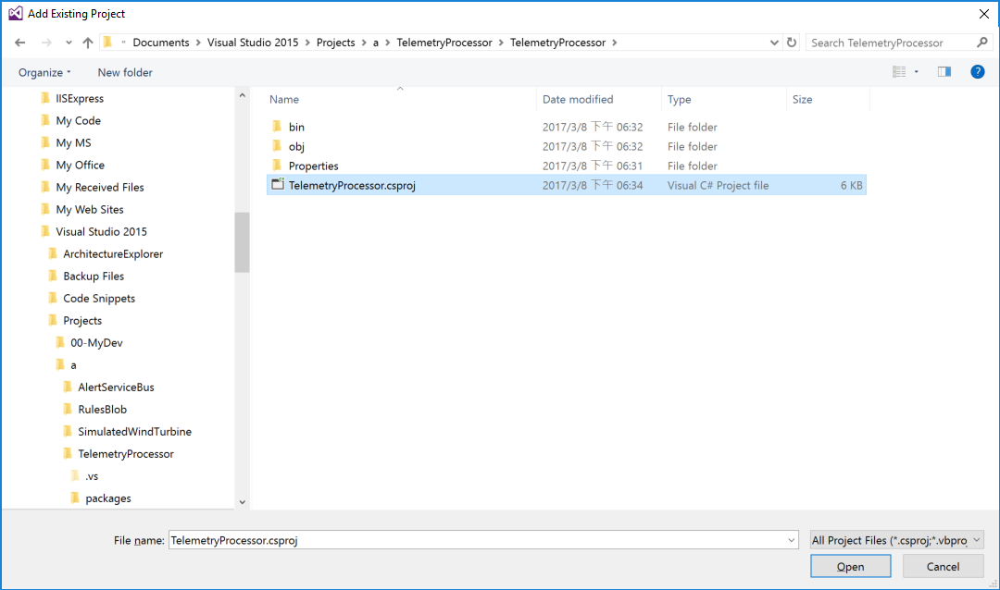 Add Existing Project
Documents > Visual Studio 2015 > Projects > a > TelemetryProcessor > TelemetryProcessor >
Search TelemetryProcessor
Organize
New folder
IISExpress
My Code
My MS
My Office
My Received Files
My Web Sites
Visual Studio 2015
ArchitectureExplorer
Backup Files
Code Snippets
Projects
00-MyDev
a
AlertServiceBus
RulesBlob
SimulatedWindTurbine
TelemetryProcessor
.vs
packages
Name Date modified Type Size
bin 2017/3/8 下午 06:32 File folder
obj 2017/3/8 下午 06:32 File folder
Properties 2017/3/8 下午 06:31 File folder
TelemetryProcessor.csproj 2017/3/8 下午 06:34 Visual C# Project file 6 KB
File name: TelemetryProcessor.csproj
All Project Files (*.csproj;*.vbpro
Open
Cancel